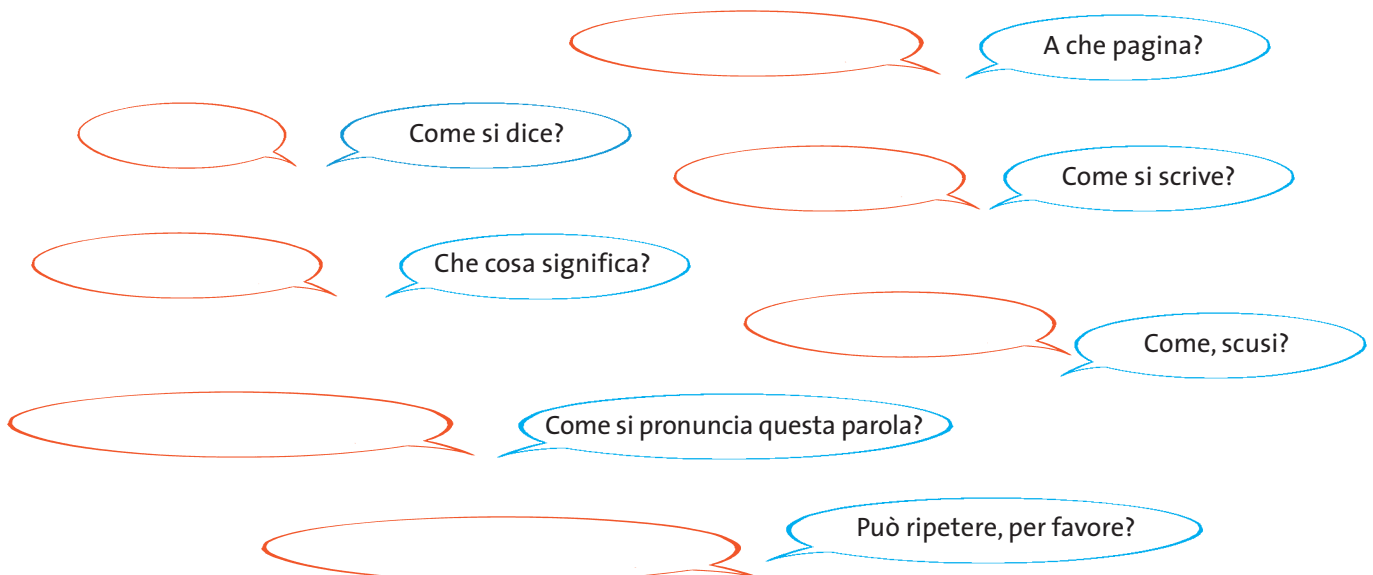 A che pagina?
Come si dice?
Come si scrive?
Che cosa significa?
Come, scusi?
Come si pronuncia questa parola?
Può ripetere, per favore?